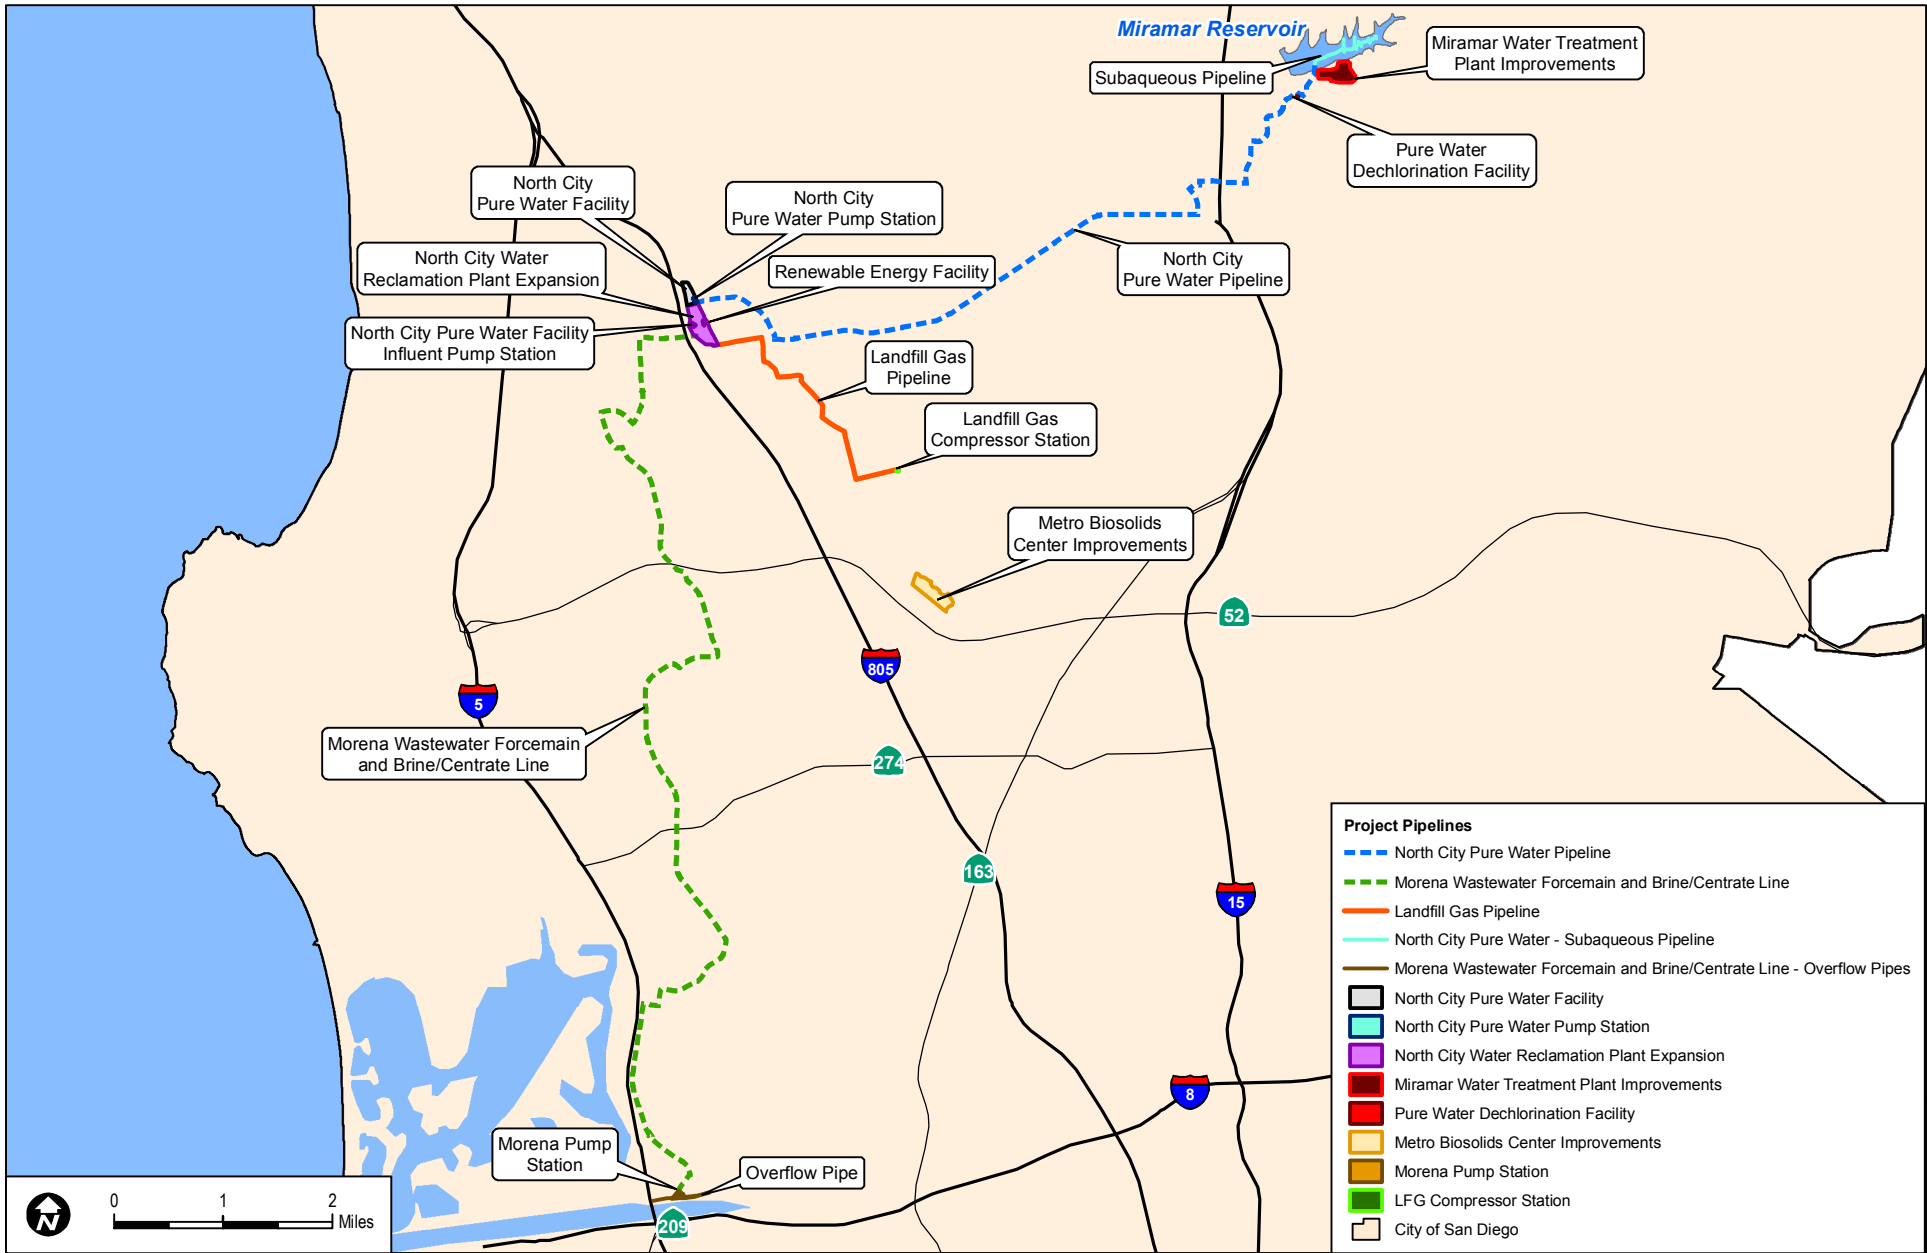 Miramar Reservoir
Miramar Water Treatment
Plant Improvements
Subaqueous Pipeline
Pure Water
Dechlorination Facility
North City
Pure Water Facility
North City
Pure Water Pump Station
North City Water
Reclamation Plant Expansion
Renewable Energy Facility
North City
Pure Water Pipeline
North City Pure Water Facility
Influent Pump Station
Landfill Gas
Pipeline
Landfill Gas
Compressor Station
Metro Biosolids
Center Improvements
52
805
5
Morena Wastewater Forcemain
and Brine/Centrate Line
274
163
15
8
Morena Pump
Station
Overflow Pipe
209
N
0
1
2
Miles
Project Pipelines
North City Pure Water Pipeline
Morena Wastewater Forcemain and Brine/Centrate Line
Landfill Gas Pipeline
North City Pure Water - Subaqueous Pipeline
Morena Wastewater Forcemain and Brine/Centrate Line - Overflow Pipes
North City Pure Water Facility
North City Pure Water Pump Station
North City Water Reclamation Plant Expansion
Miramar Water Treatment Plant Improvements
Pure Water Dechlorination Facility
Metro Biosolids Center Improvements
Morena Pump Station
LFG Compressor Station
City of San Diego